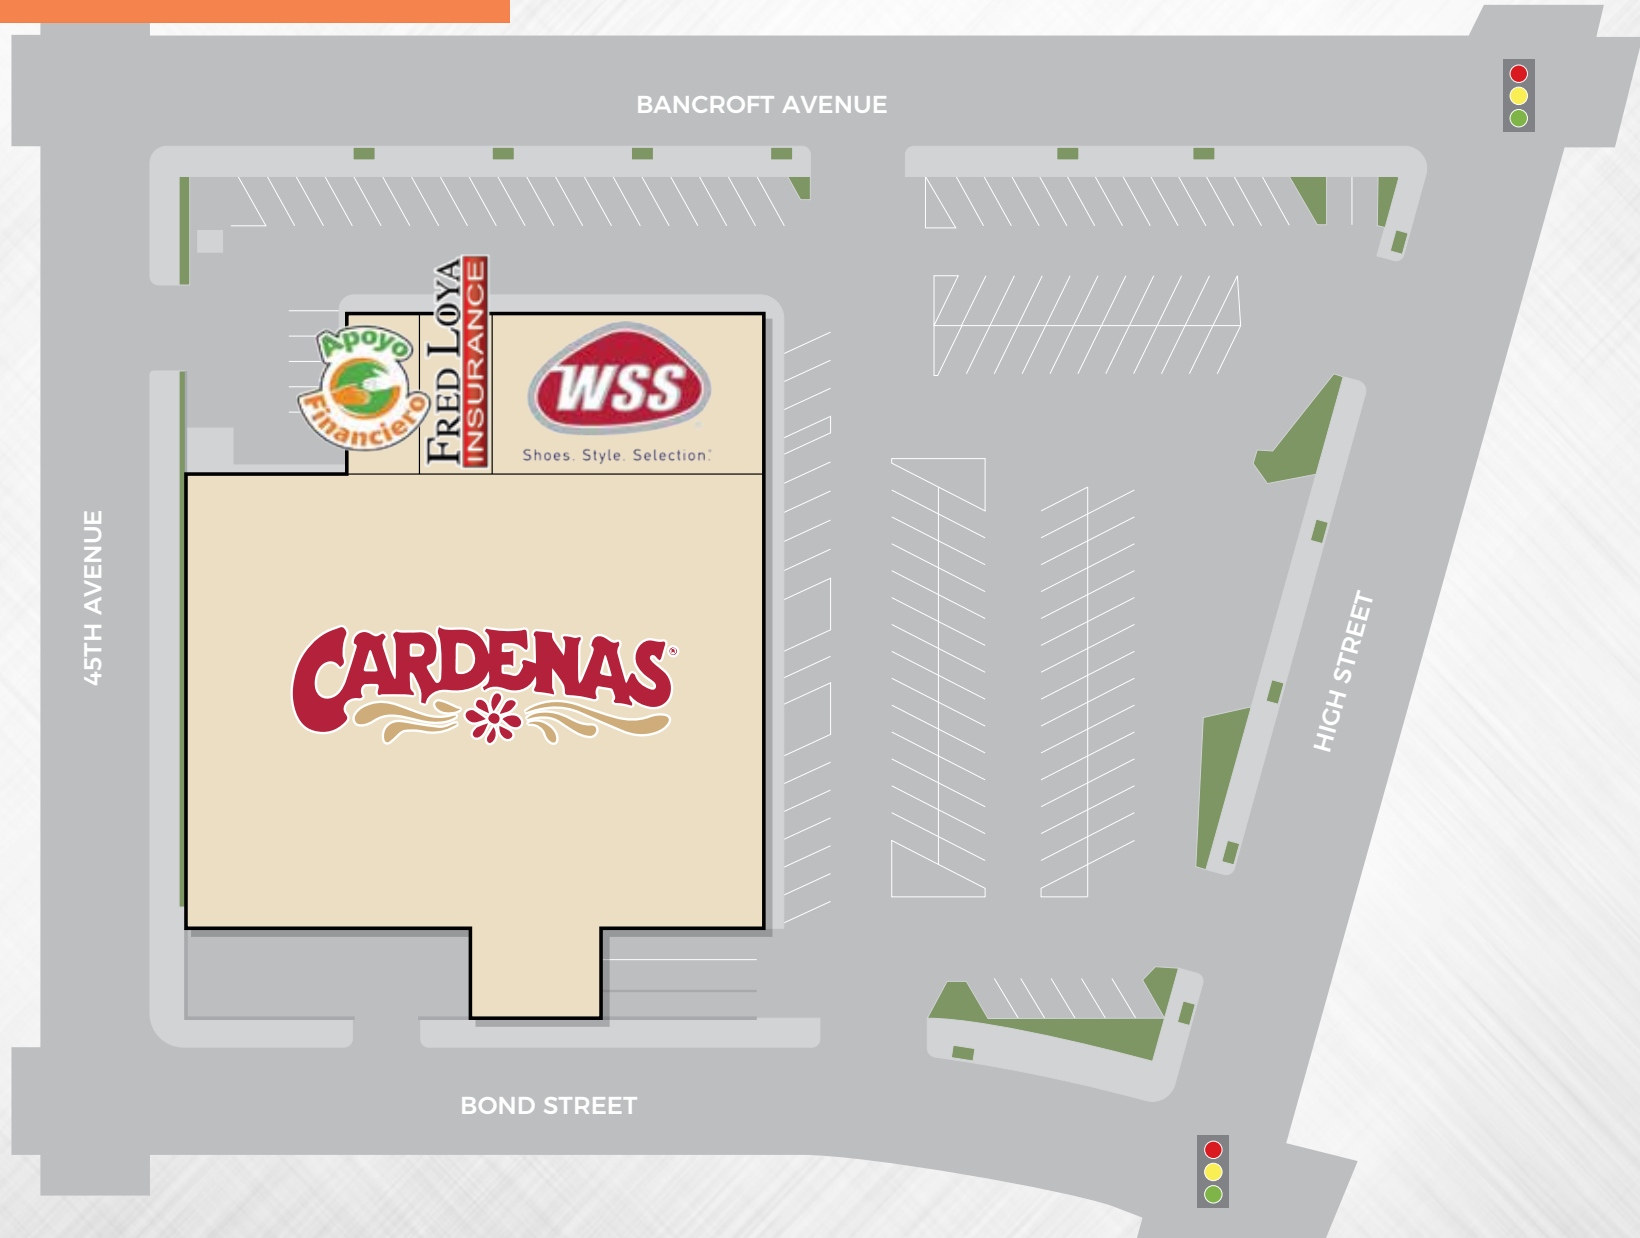 BANCROFT AVENUE
Apoyo
Financiero
FRED LOYA
INSURANCE
WSS
Shoes. Style. Selection.
45TH AVENUE
CARDENAS®
HIGH STREET
BOND STREET